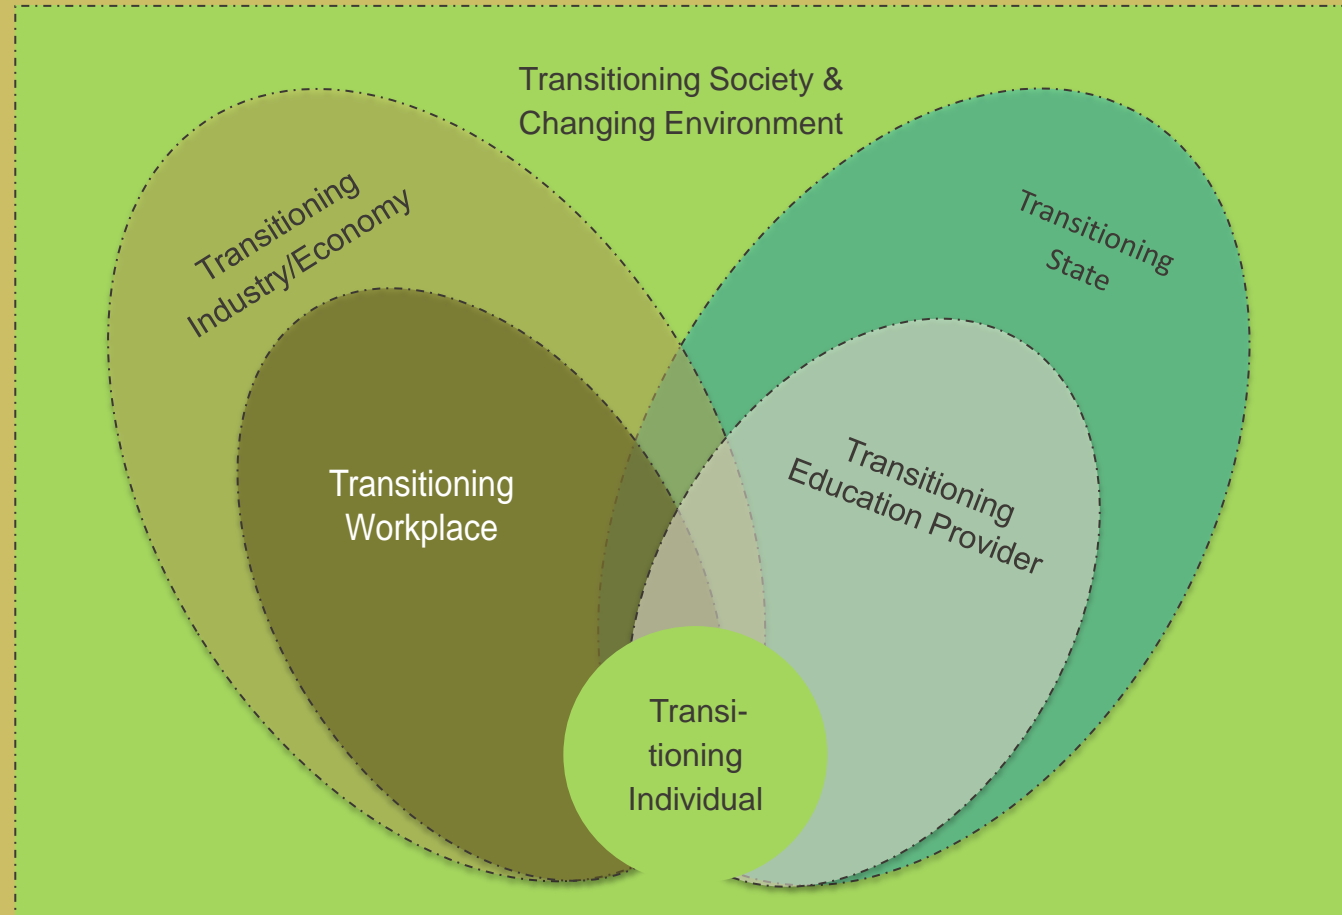 Transitioning Society &
Changing Environment
Transitioning
Industry/Economy
Transitioning
State
Transitioning
Workplace
Transitioning
Education Provider
Transi-
tioning
Individual